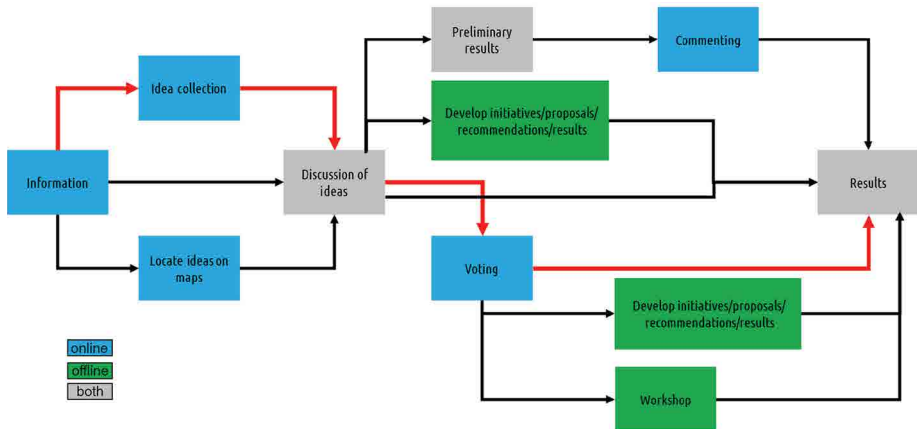 Preliminary
results
Commenting
Idea collection
Develop initiatives/proposals/
recommendations/results
Information
Discussion of
ideas
Results
Locate ideas on
maps
Voting
Develop initiatives/proposals/
recommendations/results
Workshop
online
offline
both